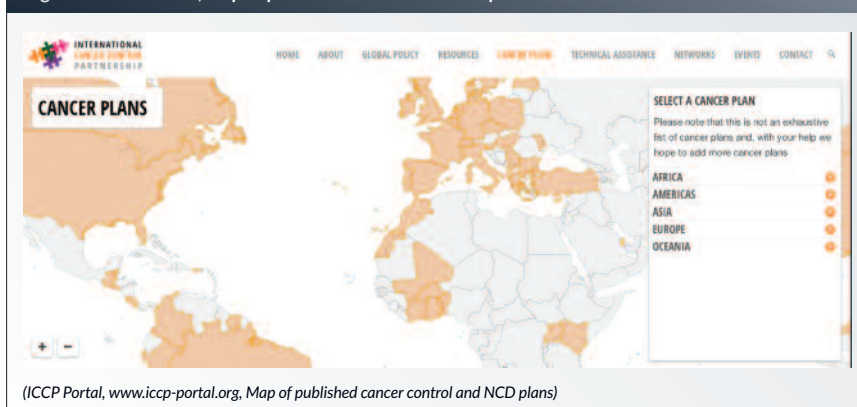 INTERNATIONAL
CANCER CONTROL
PARTNERSHIP
HOME ABOUT GLOBAL POLICY RESOURCES CANCER PLANS TECHNICAL ASSISTANCE NETWORKS EVENTS CONTACT
CANCER PLANS
SELECT A CANCER PLAN
Please note that this is not an exhaustive
list of cancer plans and, with your help we
hope to add more cancer plans
AFRICA
AMERICAS
ASIA
EUROPE
OCEANIA
+ −
(ICCP Portal, www.iccp-portal.org, Map of published cancer control and NCD plans)